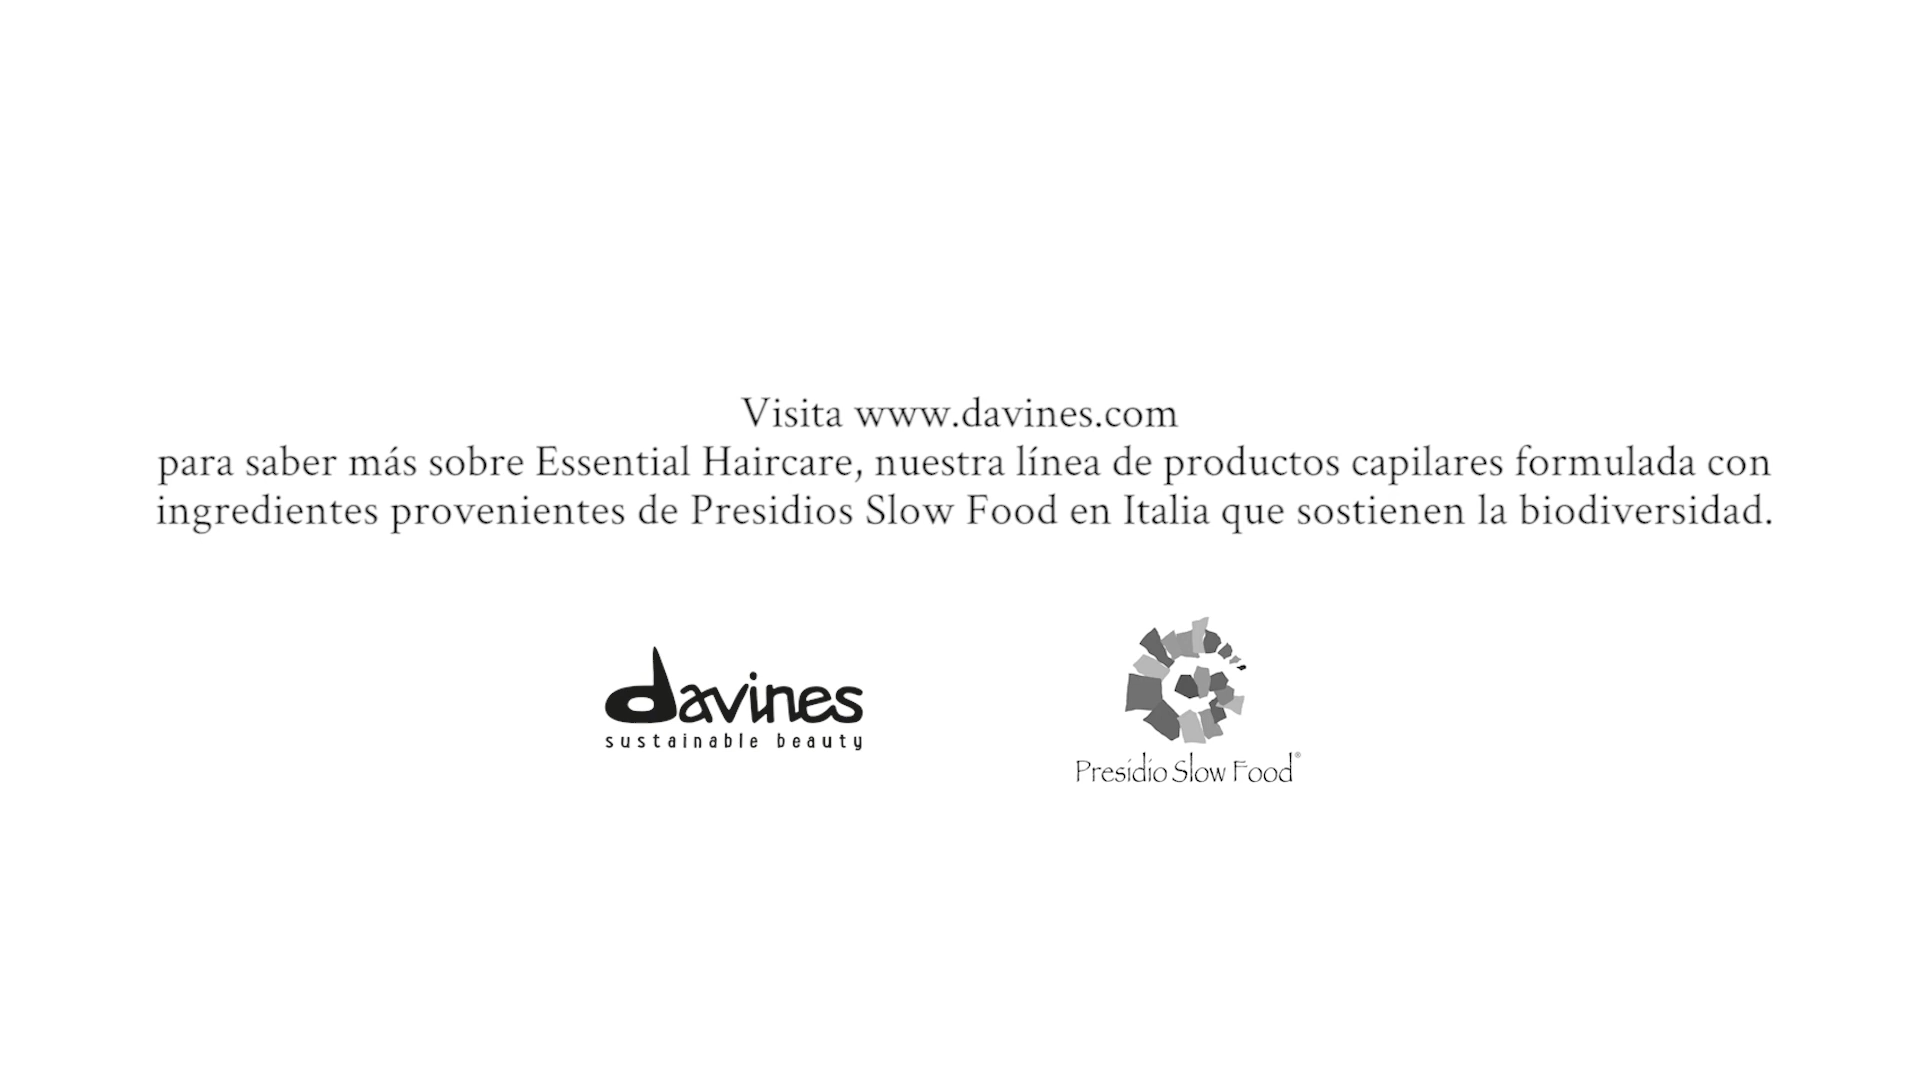 Visita www.davines.com
para saber más sobre Essential Haircare, nuestra línea de productos capilares formulada con
ingredientes provenientes de Presidios Slow Food en Italia que sostienen la biodiversidad.
davines
sustainable beauty
Presidio Slow Food®